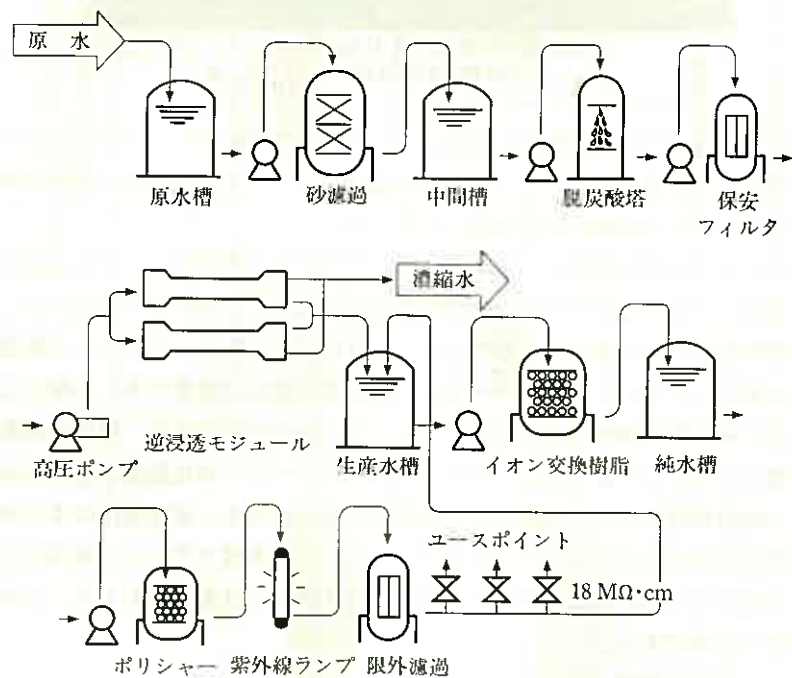 原 水
原水槽
砂濾過
中間槽
脱炭酸塔
保安
フィルタ
濃縮水
高圧ポンプ
逆浸透モジュール
生産水槽
イオン交換樹脂
純水槽
ユースポイント
18 MΩ·cm
ポリシャー
紫外線ランプ
限外濾過